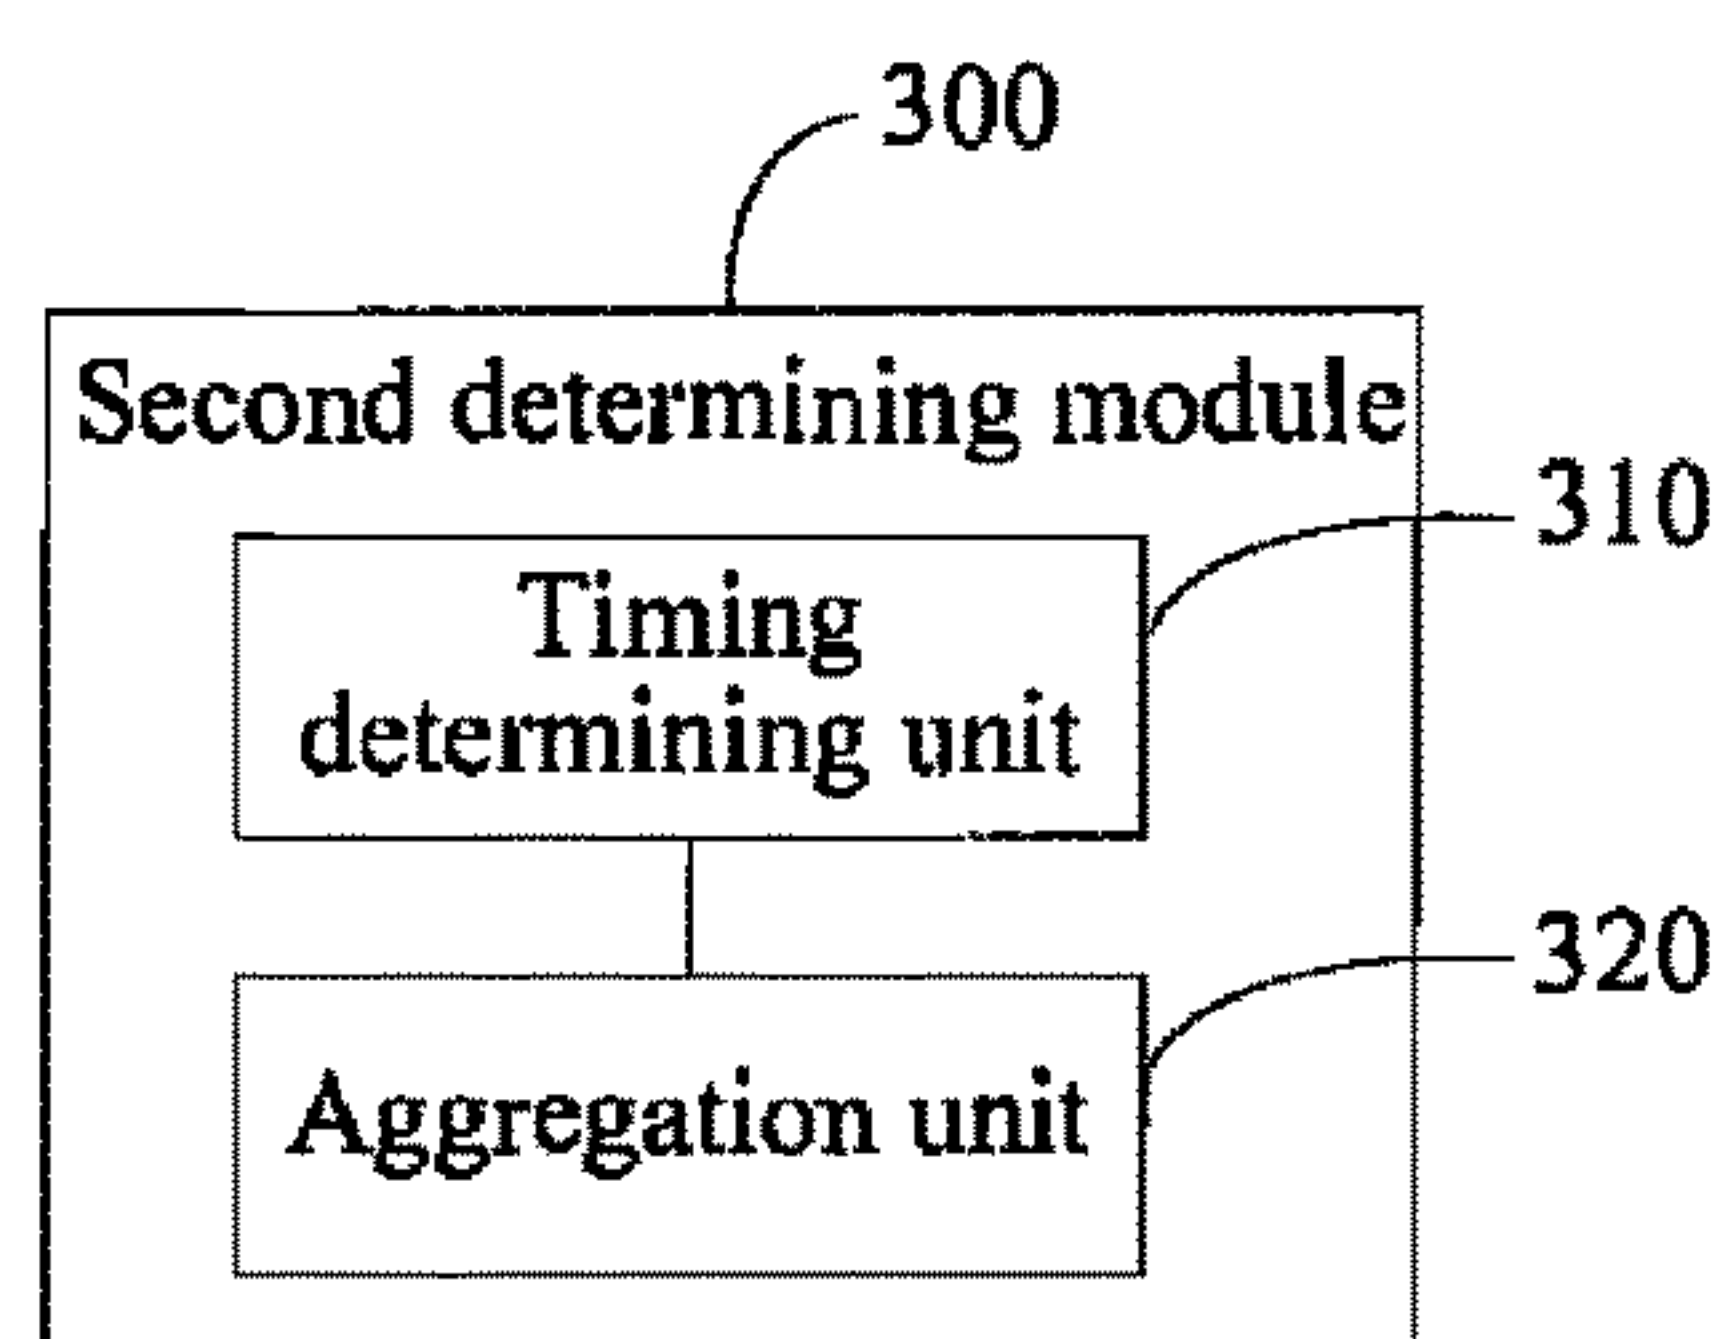 300
Second determining module
310
Timing
determining unit
320
Aggregation unit